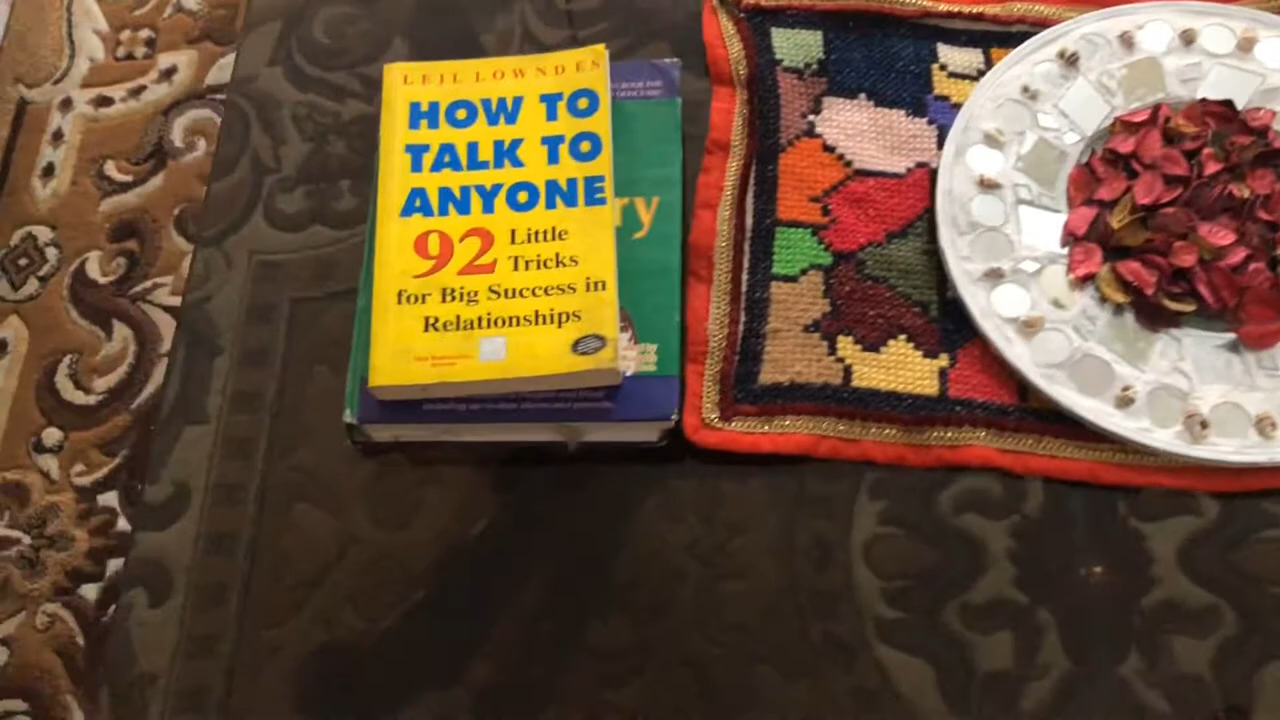 LEIL LOWNDES
HOW TO
TALK TO
ANYONE
92 Little
Tricks
for Big Success in
Relationships
ry